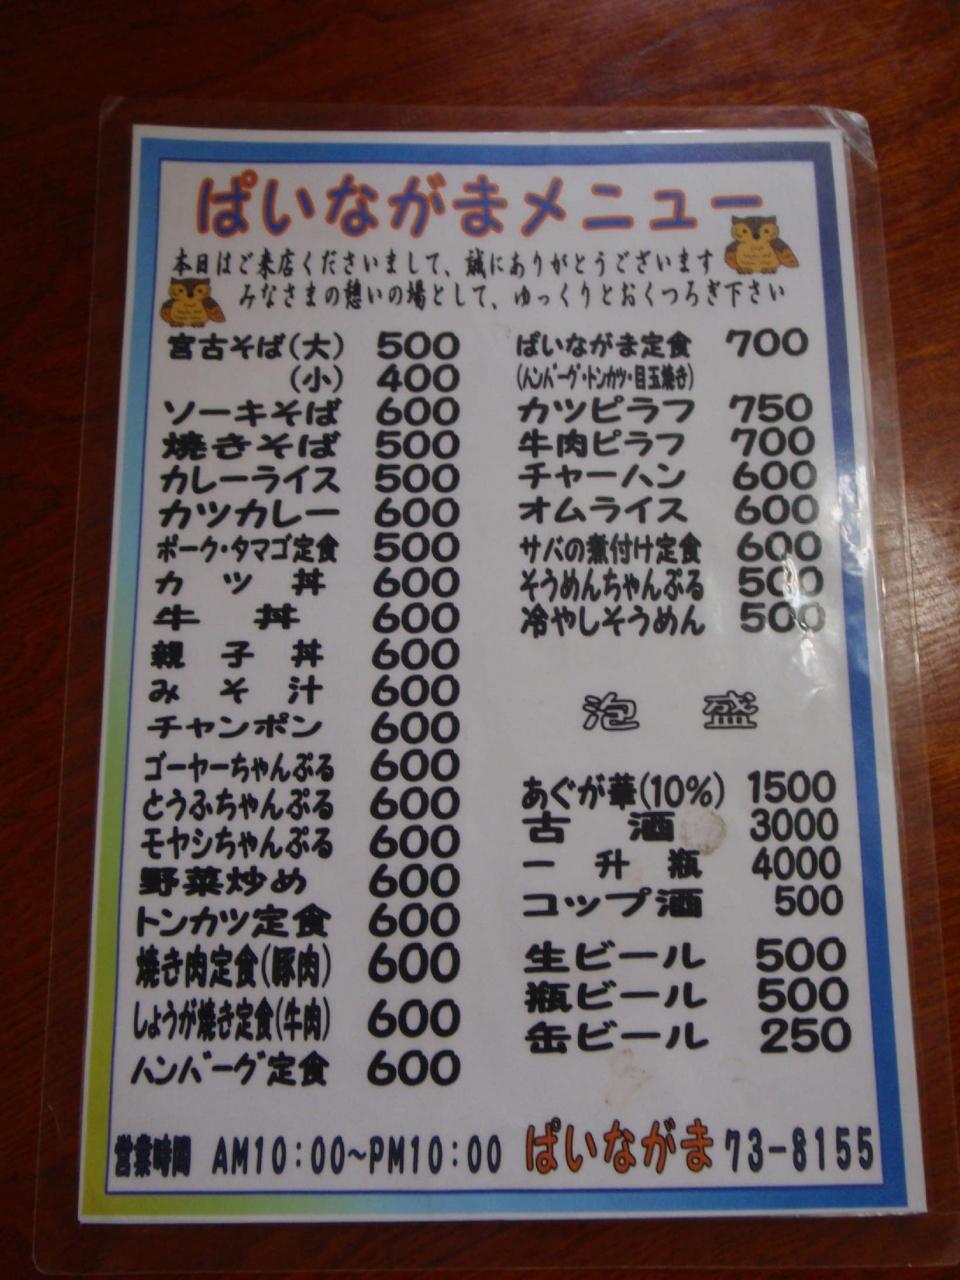 ぱいながまメニュー
本日はご来店くださいまして、誠にありがとうございます
みなさまの憩いの場として、ゆっくりとおくつろぎ下さい
宮古そば(大) 500
(小) 400
ソーキそば 600
焼きそば 500
カレーライス 500
カツカレー 600
ポーク・タマゴ定食 500
カツ丼 600
牛丼 600
親子丼 600
みそ汁 600
チャンポン 600
ゴーヤーちゃんぷる 600
とうふちゃんぷる 600
モヤシちゃんぷる 600
野菜炒め 600
トンカツ定食 600
焼き肉定食(豚肉) 600
しょうが焼き定食(牛肉) 600
ハンバーグ定食 600
ぱいながま定食 700
(ハンバーグ・トンカツ・目玉焼き)
カツピラフ 750
牛肉ピラフ 700
チャーハン 600
オムライス 600
サバの煮付け定食 600
そうめんちゃんぷる 500
冷やしそうめん 500
泡盛
あぐが華(10%) 1500
古酒 3000
一升瓶 4000
コップ酒 500
生ビール 500
瓶ビール 500
缶ビール 250
営業時間 AM10:00~PM10:00 ぱいながま 73-8155